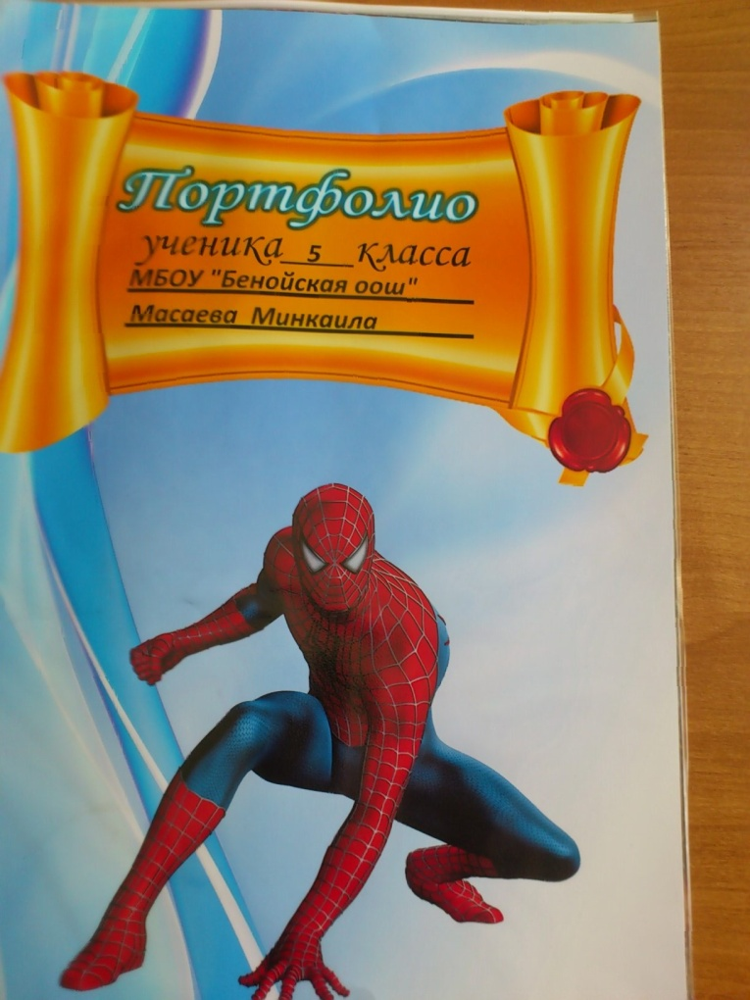 Портфолио
ученика 5 класса
МБОУ "Бенойская оош"
Масаева Минкаила